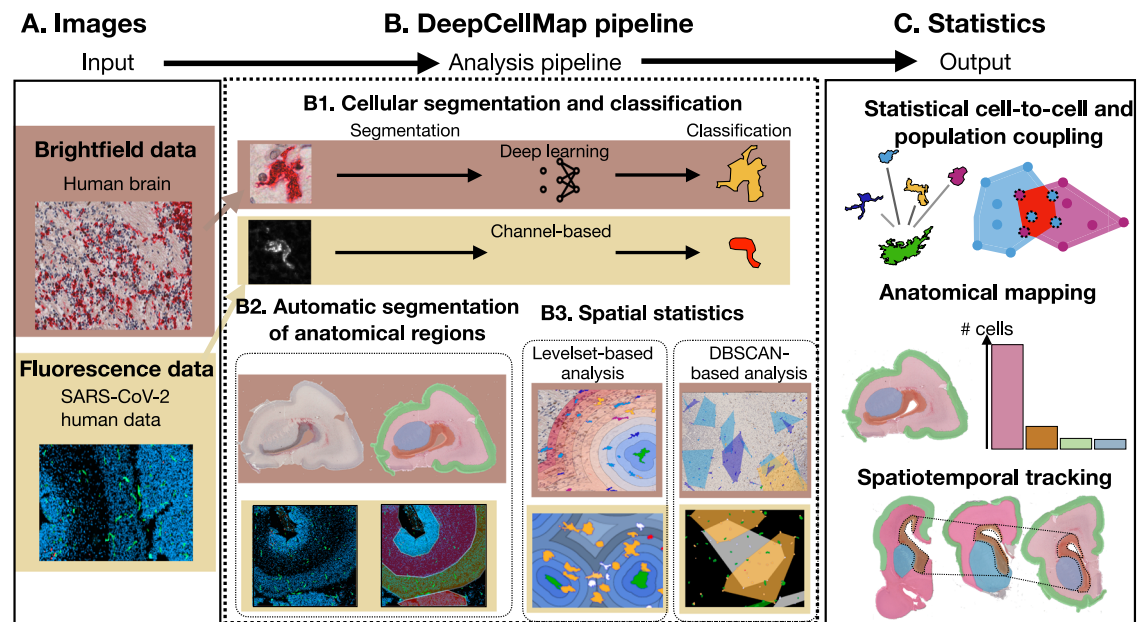 A. Images
B. DeepCellMap pipeline
C. Statistics
Input
Analysis pipeline
Output
Brightfield data
Human brain
Fluorescence data
SARS-CoV-2
human data
B1. Cellular segmentation and classification
Segmentation
Classification
Deep learning
Channel-based
B2. Automatic segmentation
of anatomical regions
B3. Spatial statistics
Levelset-based
analysis
DBSCAN-
based analysis
Statistical cell-to-cell and
population coupling
Anatomical mapping
# cells
Spatiotemporal tracking